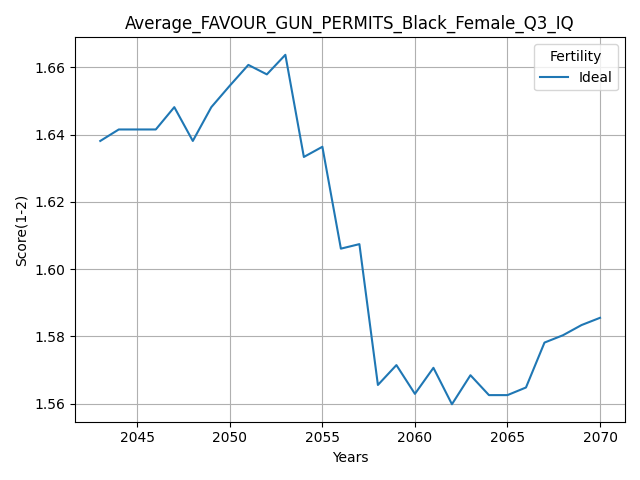 Average_FAVOUR_GUN_PERMITS_Black_Female_Q3_IQ
Fertility
Ideal
Score(1-2)
1.66
1.64
1.62
1.60
1.58
1.56
2045 2050 2055 2060 2065 2070
Years